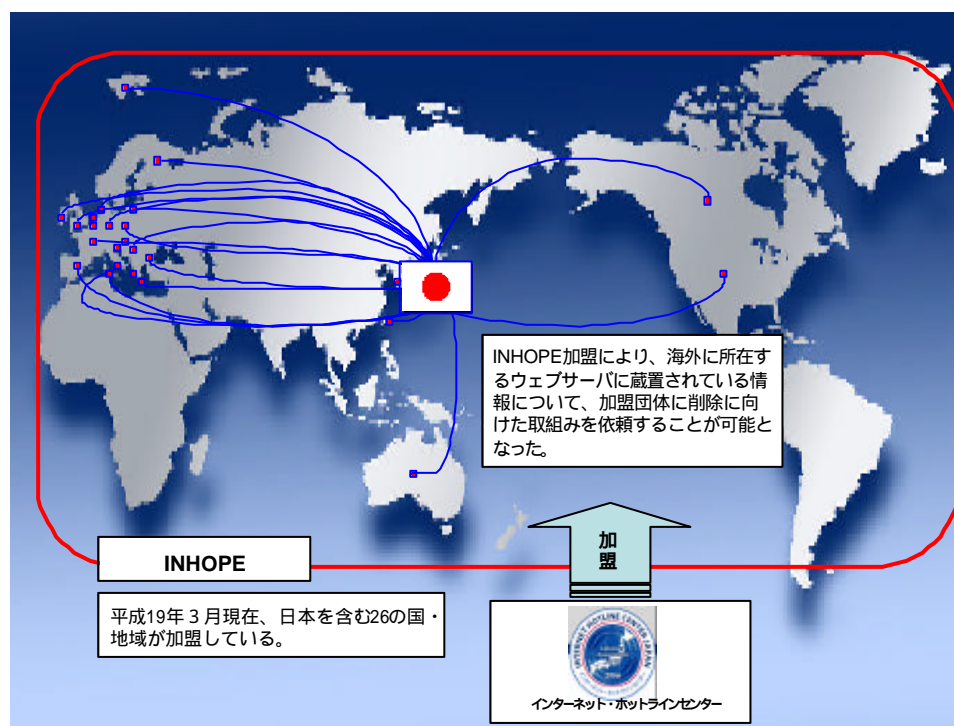 INHOPE加盟により、海外に所在す
るウェブサーバに蔵置されている情
報について、加盟団体に削除に向
けた取組みを依頼することが可能と
なった。
加
盟
INHOPE
平成19年3月現在、日本を含む26の国・
地域が加盟している。
INTERNET HOTLINE CENTER JAPAN
インターネット・ホットラインセンター